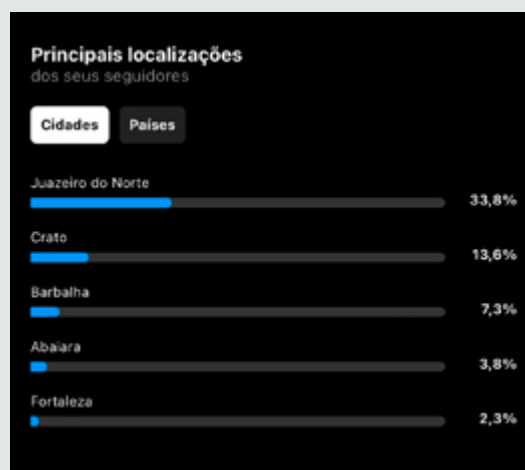 Principais localizações
dos seus seguidores
Cidades Países
Juazeiro do Norte
33,8%
Crato
13,6%
Barbalha
7,3%
Abaiara
3,8%
Fortaleza
2,3%